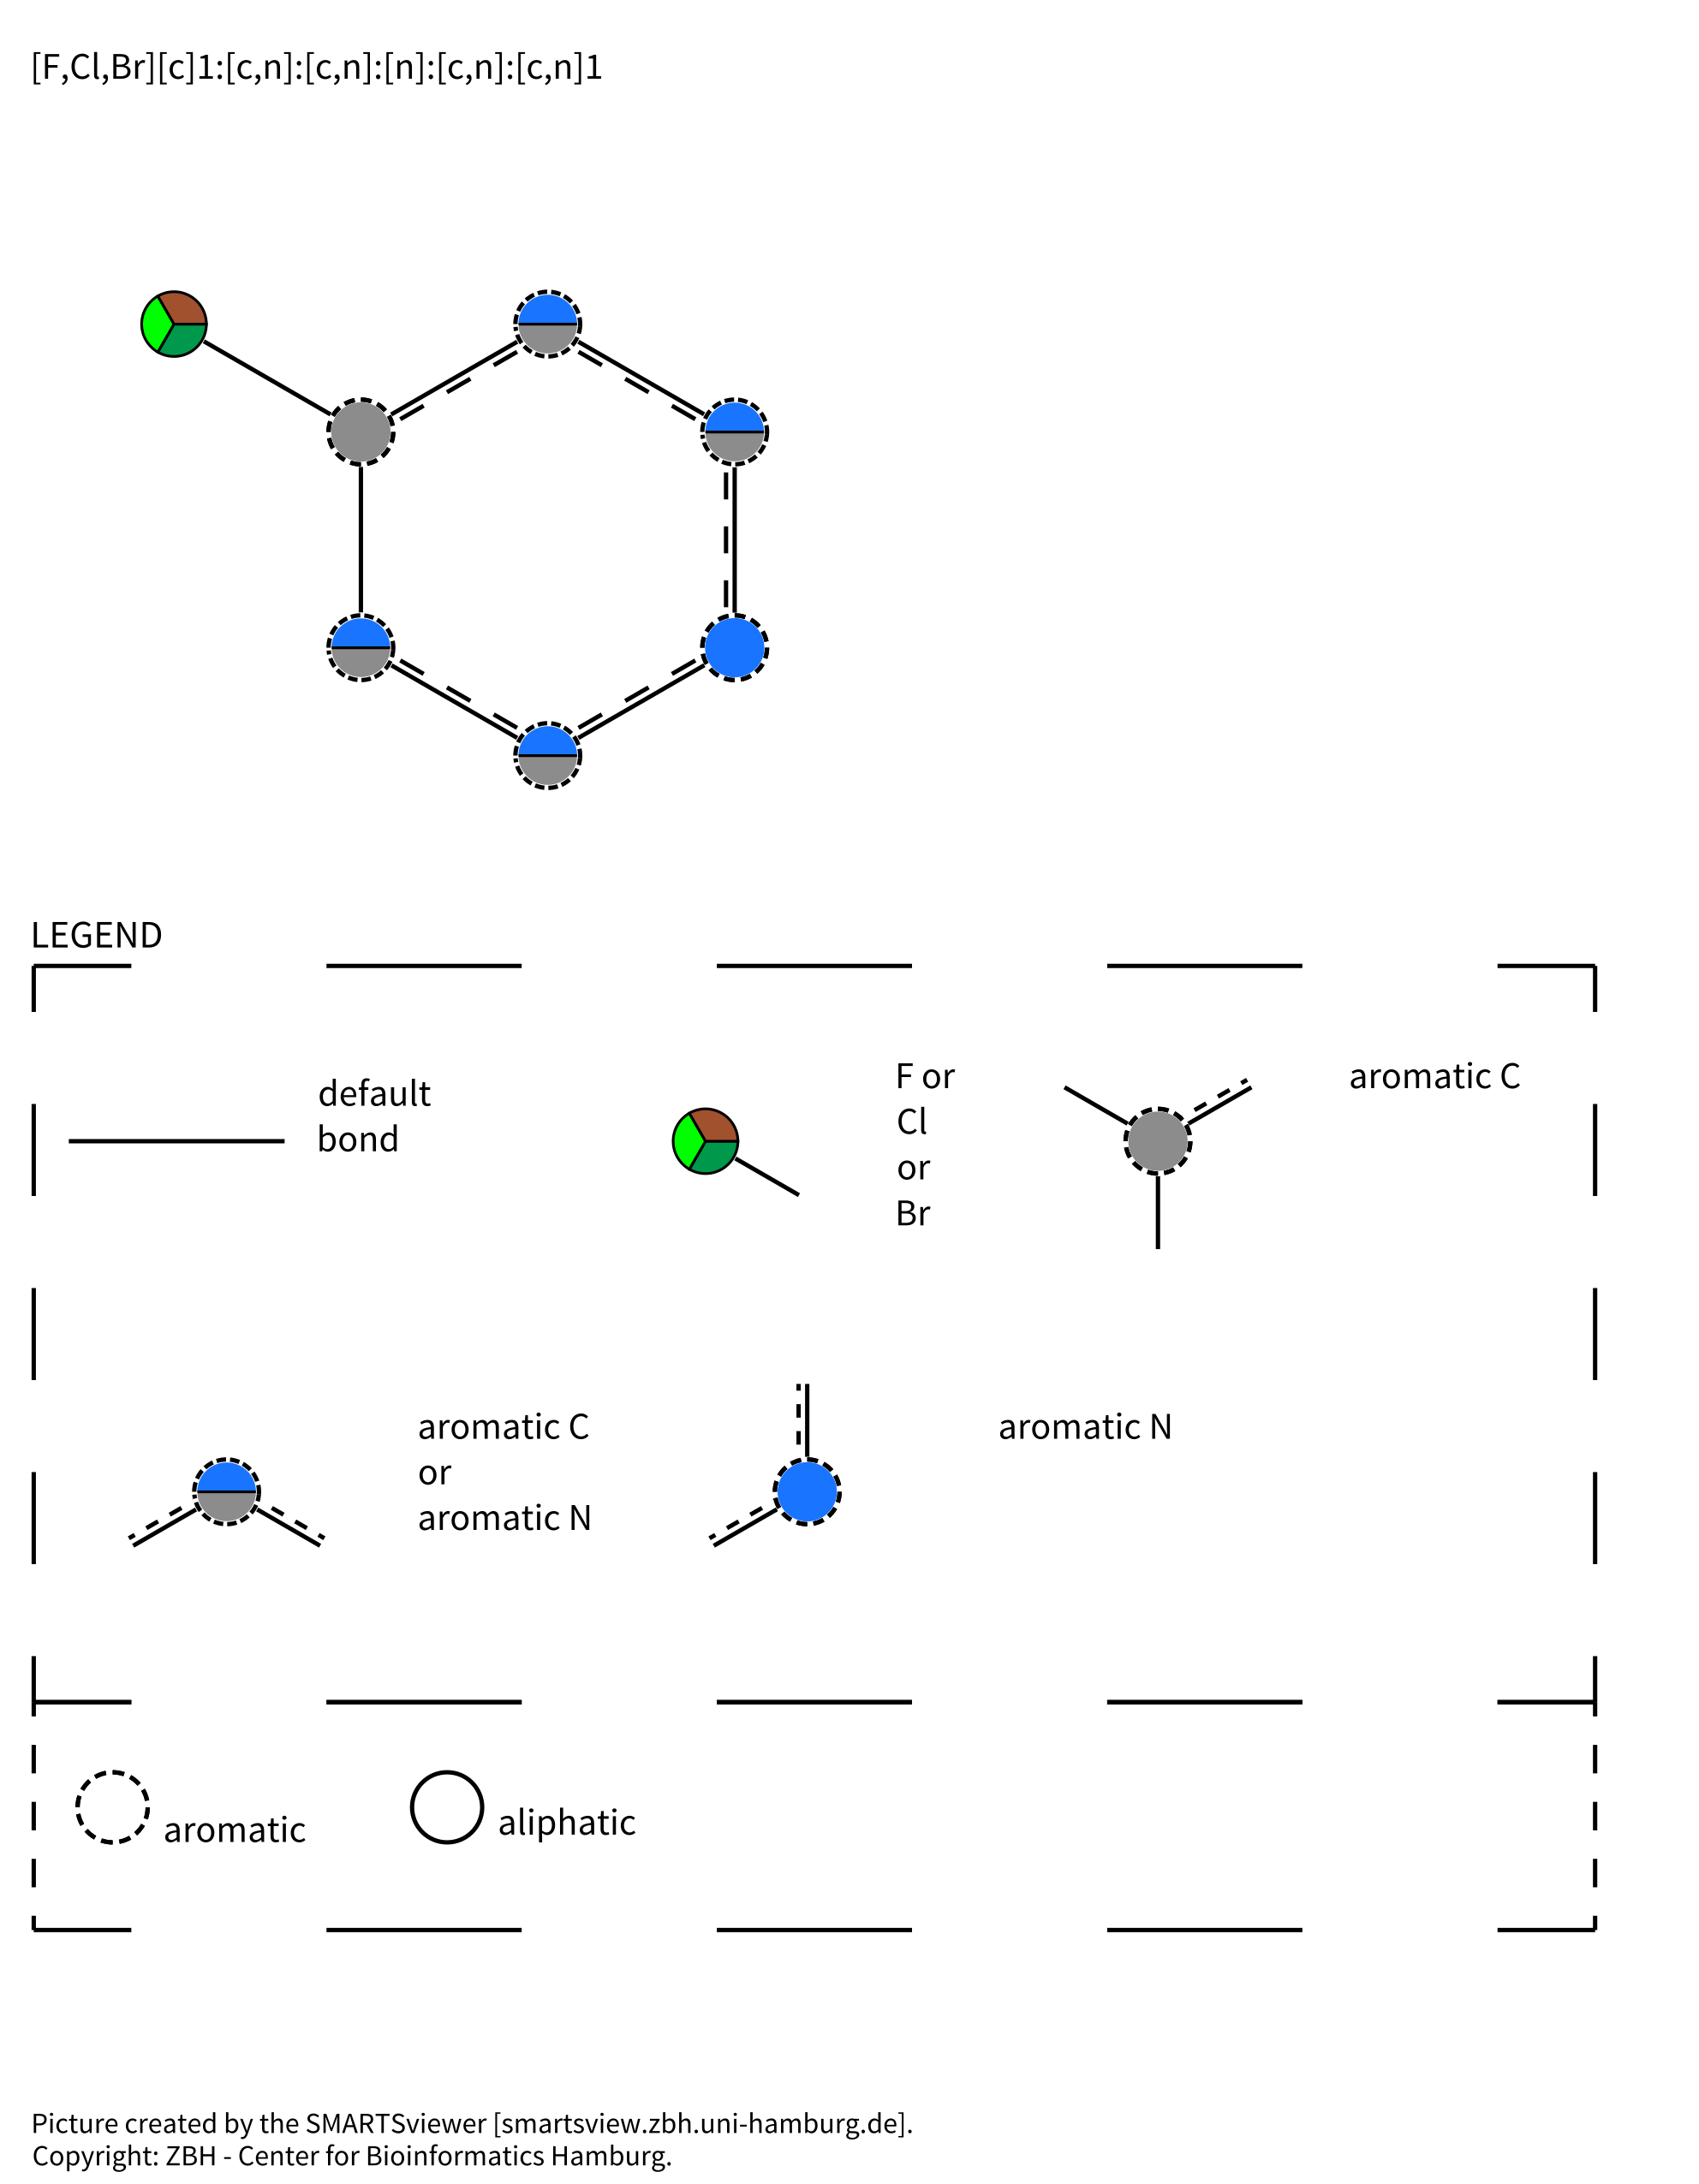 [F,Cl,Br][c]1:[c,n]:[c,n]:[n]:[c,n]:[c,n]1
LEGEND
default
bond
F or
Cl
or
Br
aromatic C
aromatic C
or
aromatic N
aromatic N
aromatic
aliphatic
Picture created by the SMARTSviewer [smartsview.zbh.uni-hamburg.de].
Copyright: ZBH - Center for Bioinformatics Hamburg.